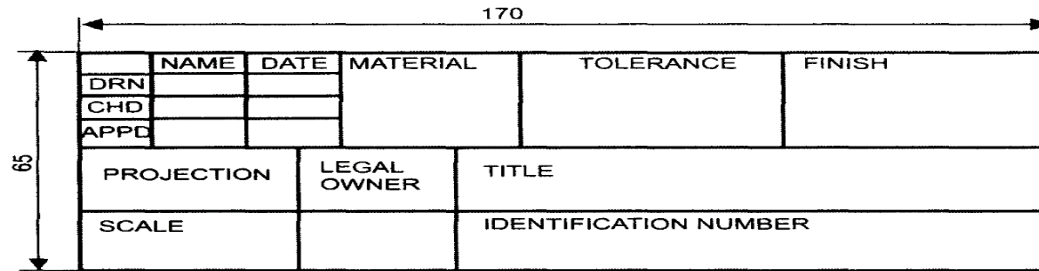 170
NAME DATE MATERIAL TOLERANCE FINISH
DRN
CHD
APPD
65
PROJECTION LEGAL OWNER TITLE
SCALE IDENTIFICATION NUMBER